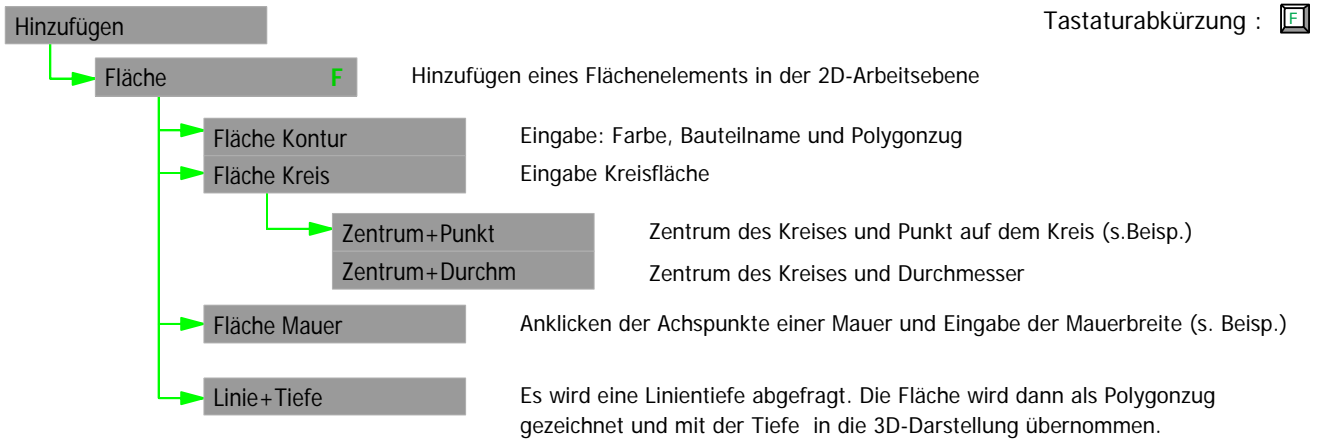 Hinzufügen
Tastaturabkürzung : F
Fläche F
Hinzufügen eines Flächenelements in der 2D-Arbeitsebene
Fläche Kontur
Eingabe: Farbe, Bauteilname und Polygonzug
Fläche Kreis
Eingabe Kreisfläche
Zentrum+Punkt
Zentrum des Kreises und Punkt auf dem Kreis (s.Beisp.)
Zentrum+Durchm
Zentrum des Kreises und Durchmesser
Fläche Mauer
Anklicken der Achspunkte einer Mauer und Eingabe der Mauerbreite (s. Beisp.)
Linie+Tiefe
Es wird eine Linientiefe abgefragt. Die Fläche wird dann als Polygonzug
gezeichnet und mit der Tiefe in die 3D-Darstellung übernommen.